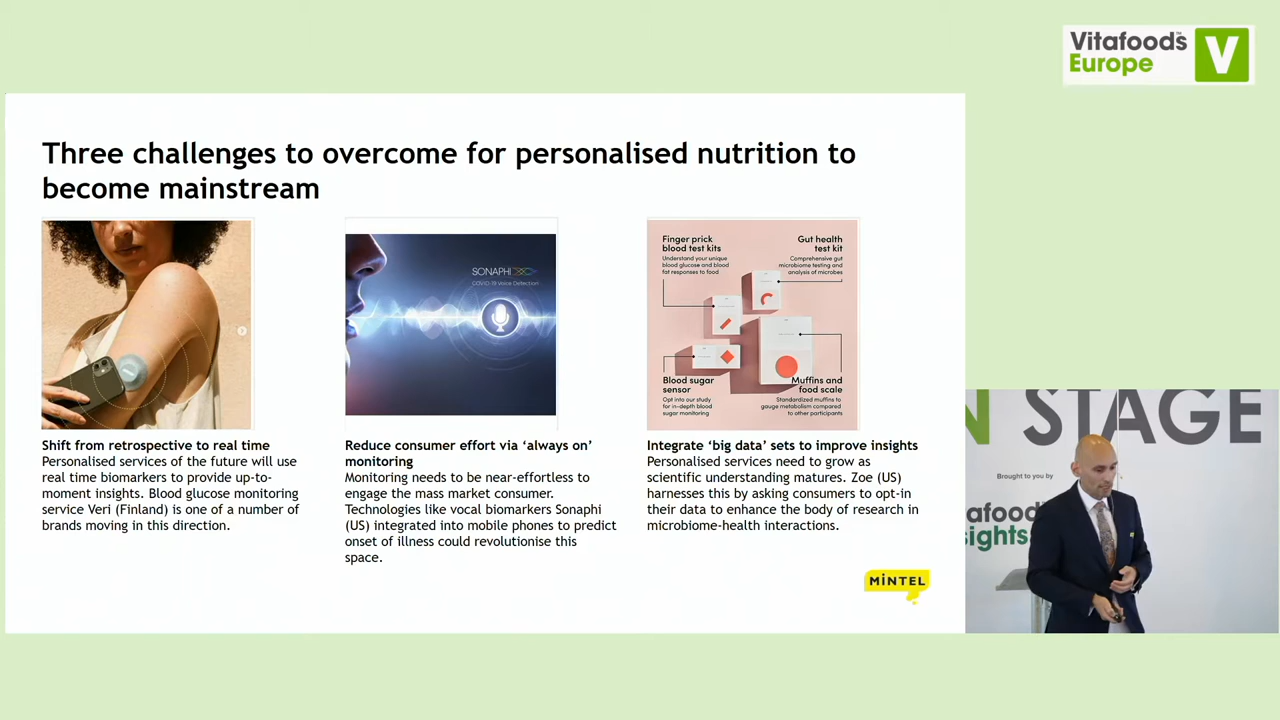 Vitafoods
Europe
V
Three challenges to overcome for personalised nutrition to
become mainstream
SONAPHI
COVID-19 Voice Detection
Finger prick
blood test kits
Understand your unique
blood glucose and blood
fat responses to food
Gut health
test kit
Comprehensive gut
microbiome testing and
analysis of microbes
Blood sugar
sensor
Opt into our study
for in-depth blood
sugar monitoring
Muffins and
food scale
Standardized muffins to
gauge metabolism compared
to other participants
Shift from retrospective to real time
Personalised services of the future will use
real time biomarkers to provide up-to-
moment insights. Blood glucose monitoring
service Veri (Finland) is one of a number of
brands moving in this direction.
Reduce consumer effort via ‘always on’
monitoring
Monitoring needs to be near-effortless to
engage the mass market consumer.
Technologies like vocal biomarkers Sonaphi
(US) integrated into mobile phones to predict
onset of illness could revolutionise this
space.
Integrate ‘big data’ sets to improve insights
Personalised services need to grow as
scientific understanding matures. Zoe (US)
harnesses this by asking consumers to opt-in
their data to enhance the body of research in
microbiome-health interactions.
MINTEL
N STAGE
Brought to you by
afood
sights